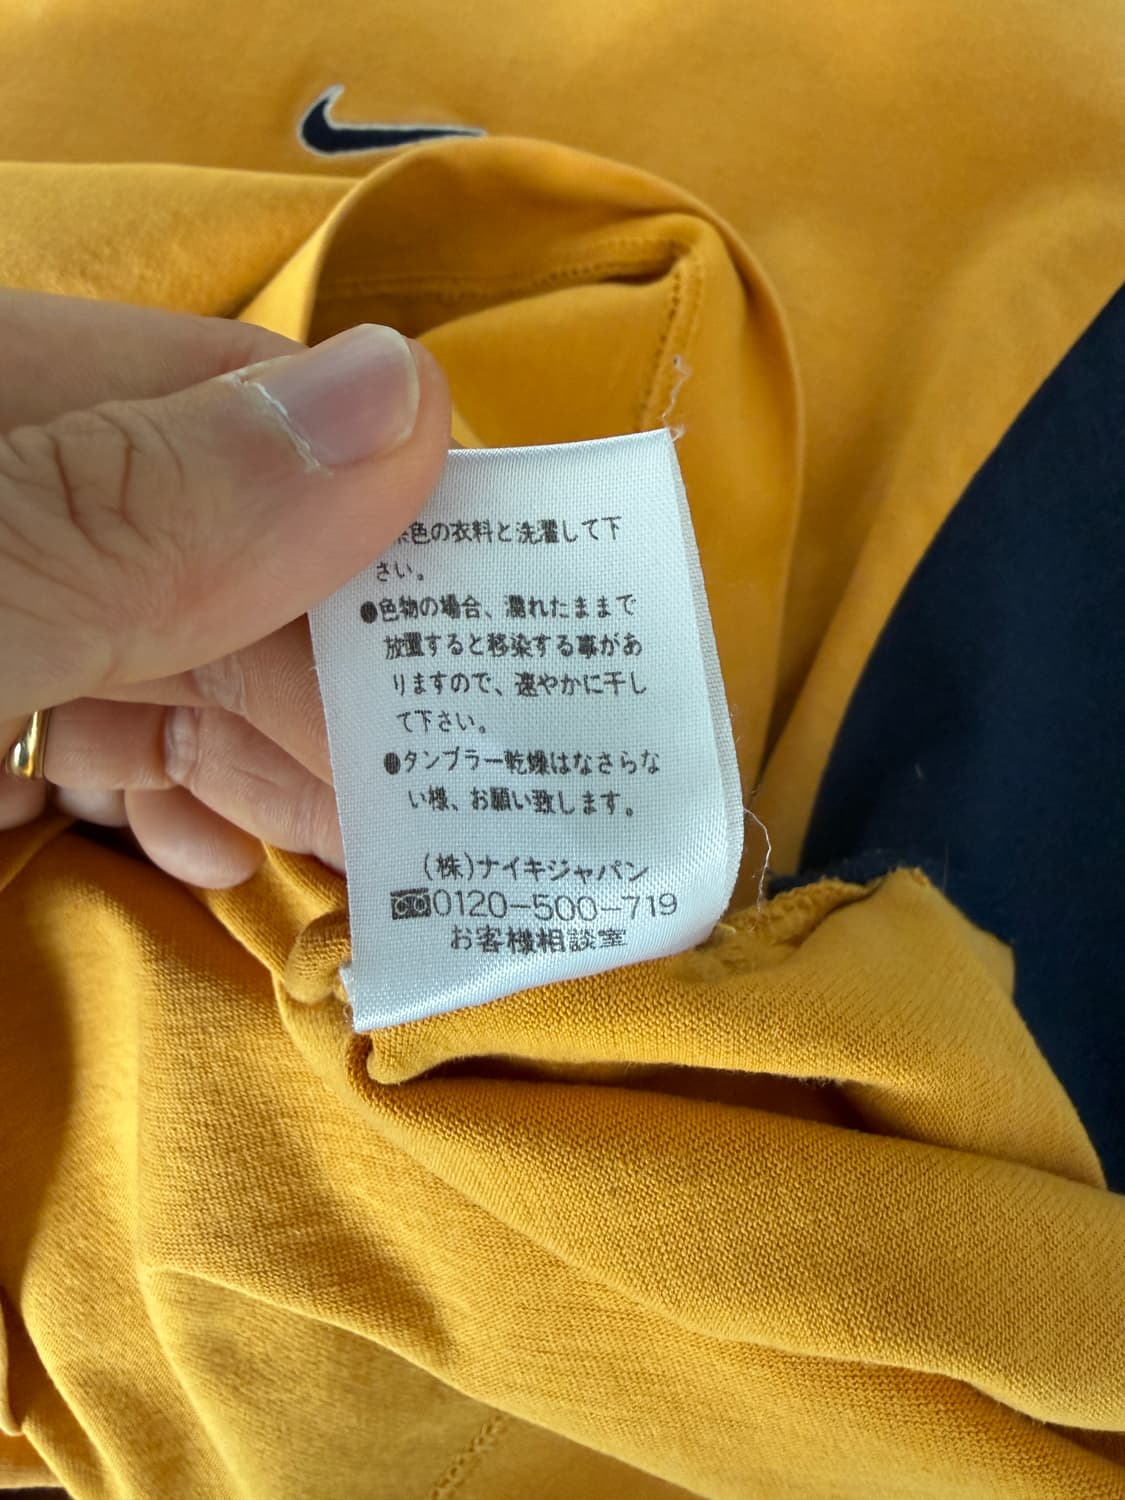 色の衣料と洗濯して下
さい。
●色物の場合、濡れたままで
放置すると移染する事があ
りますので、速やかに干し
て下さい。
●タンブラー乾燥はなさらな
い様、お願い致します。
(株)ナイキジャパン
0120-500-719
お客様相談室